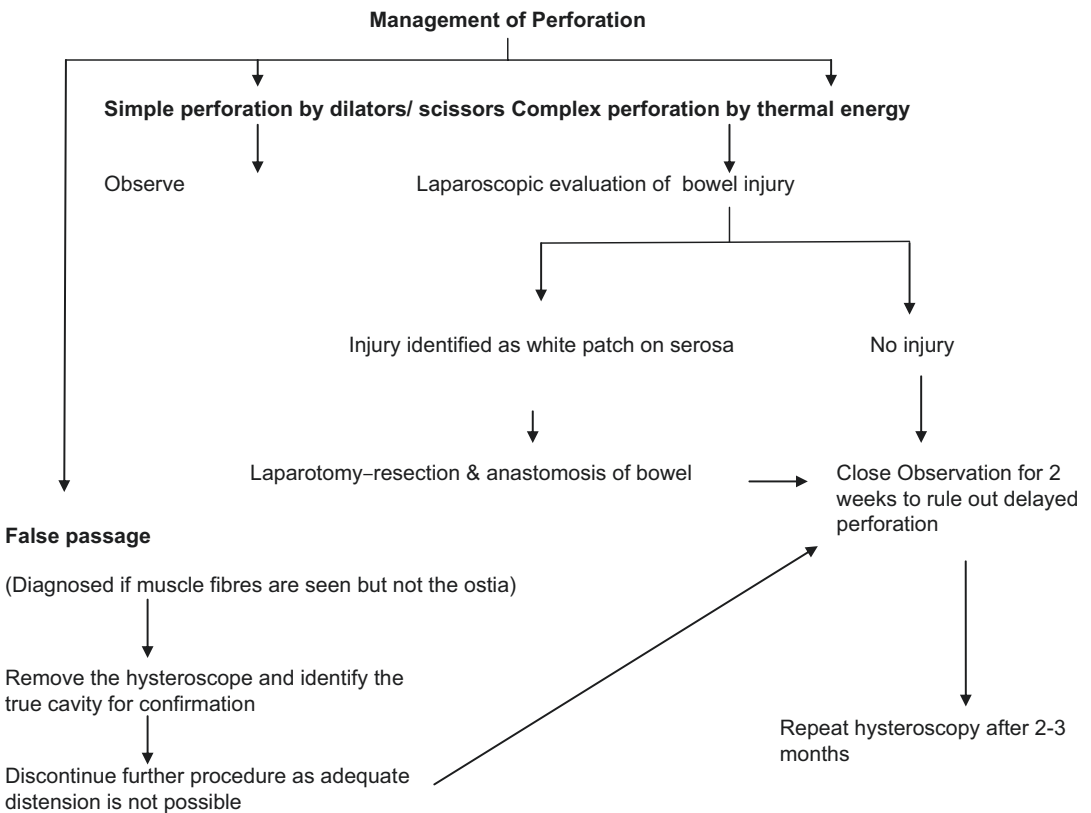 Management of Perforation
Simple perforation by dilators/ scissors Complex perforation by thermal energy
Observe
Laparoscopic evaluation of bowel injury
Injury identified as white patch on serosa
No injury
Laparotomy–resection & anastomosis of bowel
Close Observation for 2
weeks to rule out delayed
perforation
False passage
(Diagnosed if muscle fibres are seen but not the ostia)
Remove the hysteroscope and identify the
true cavity for confirmation
Discontinue further procedure as adequate
distension is not possible
Repeat hysteroscopy after 2-3
months